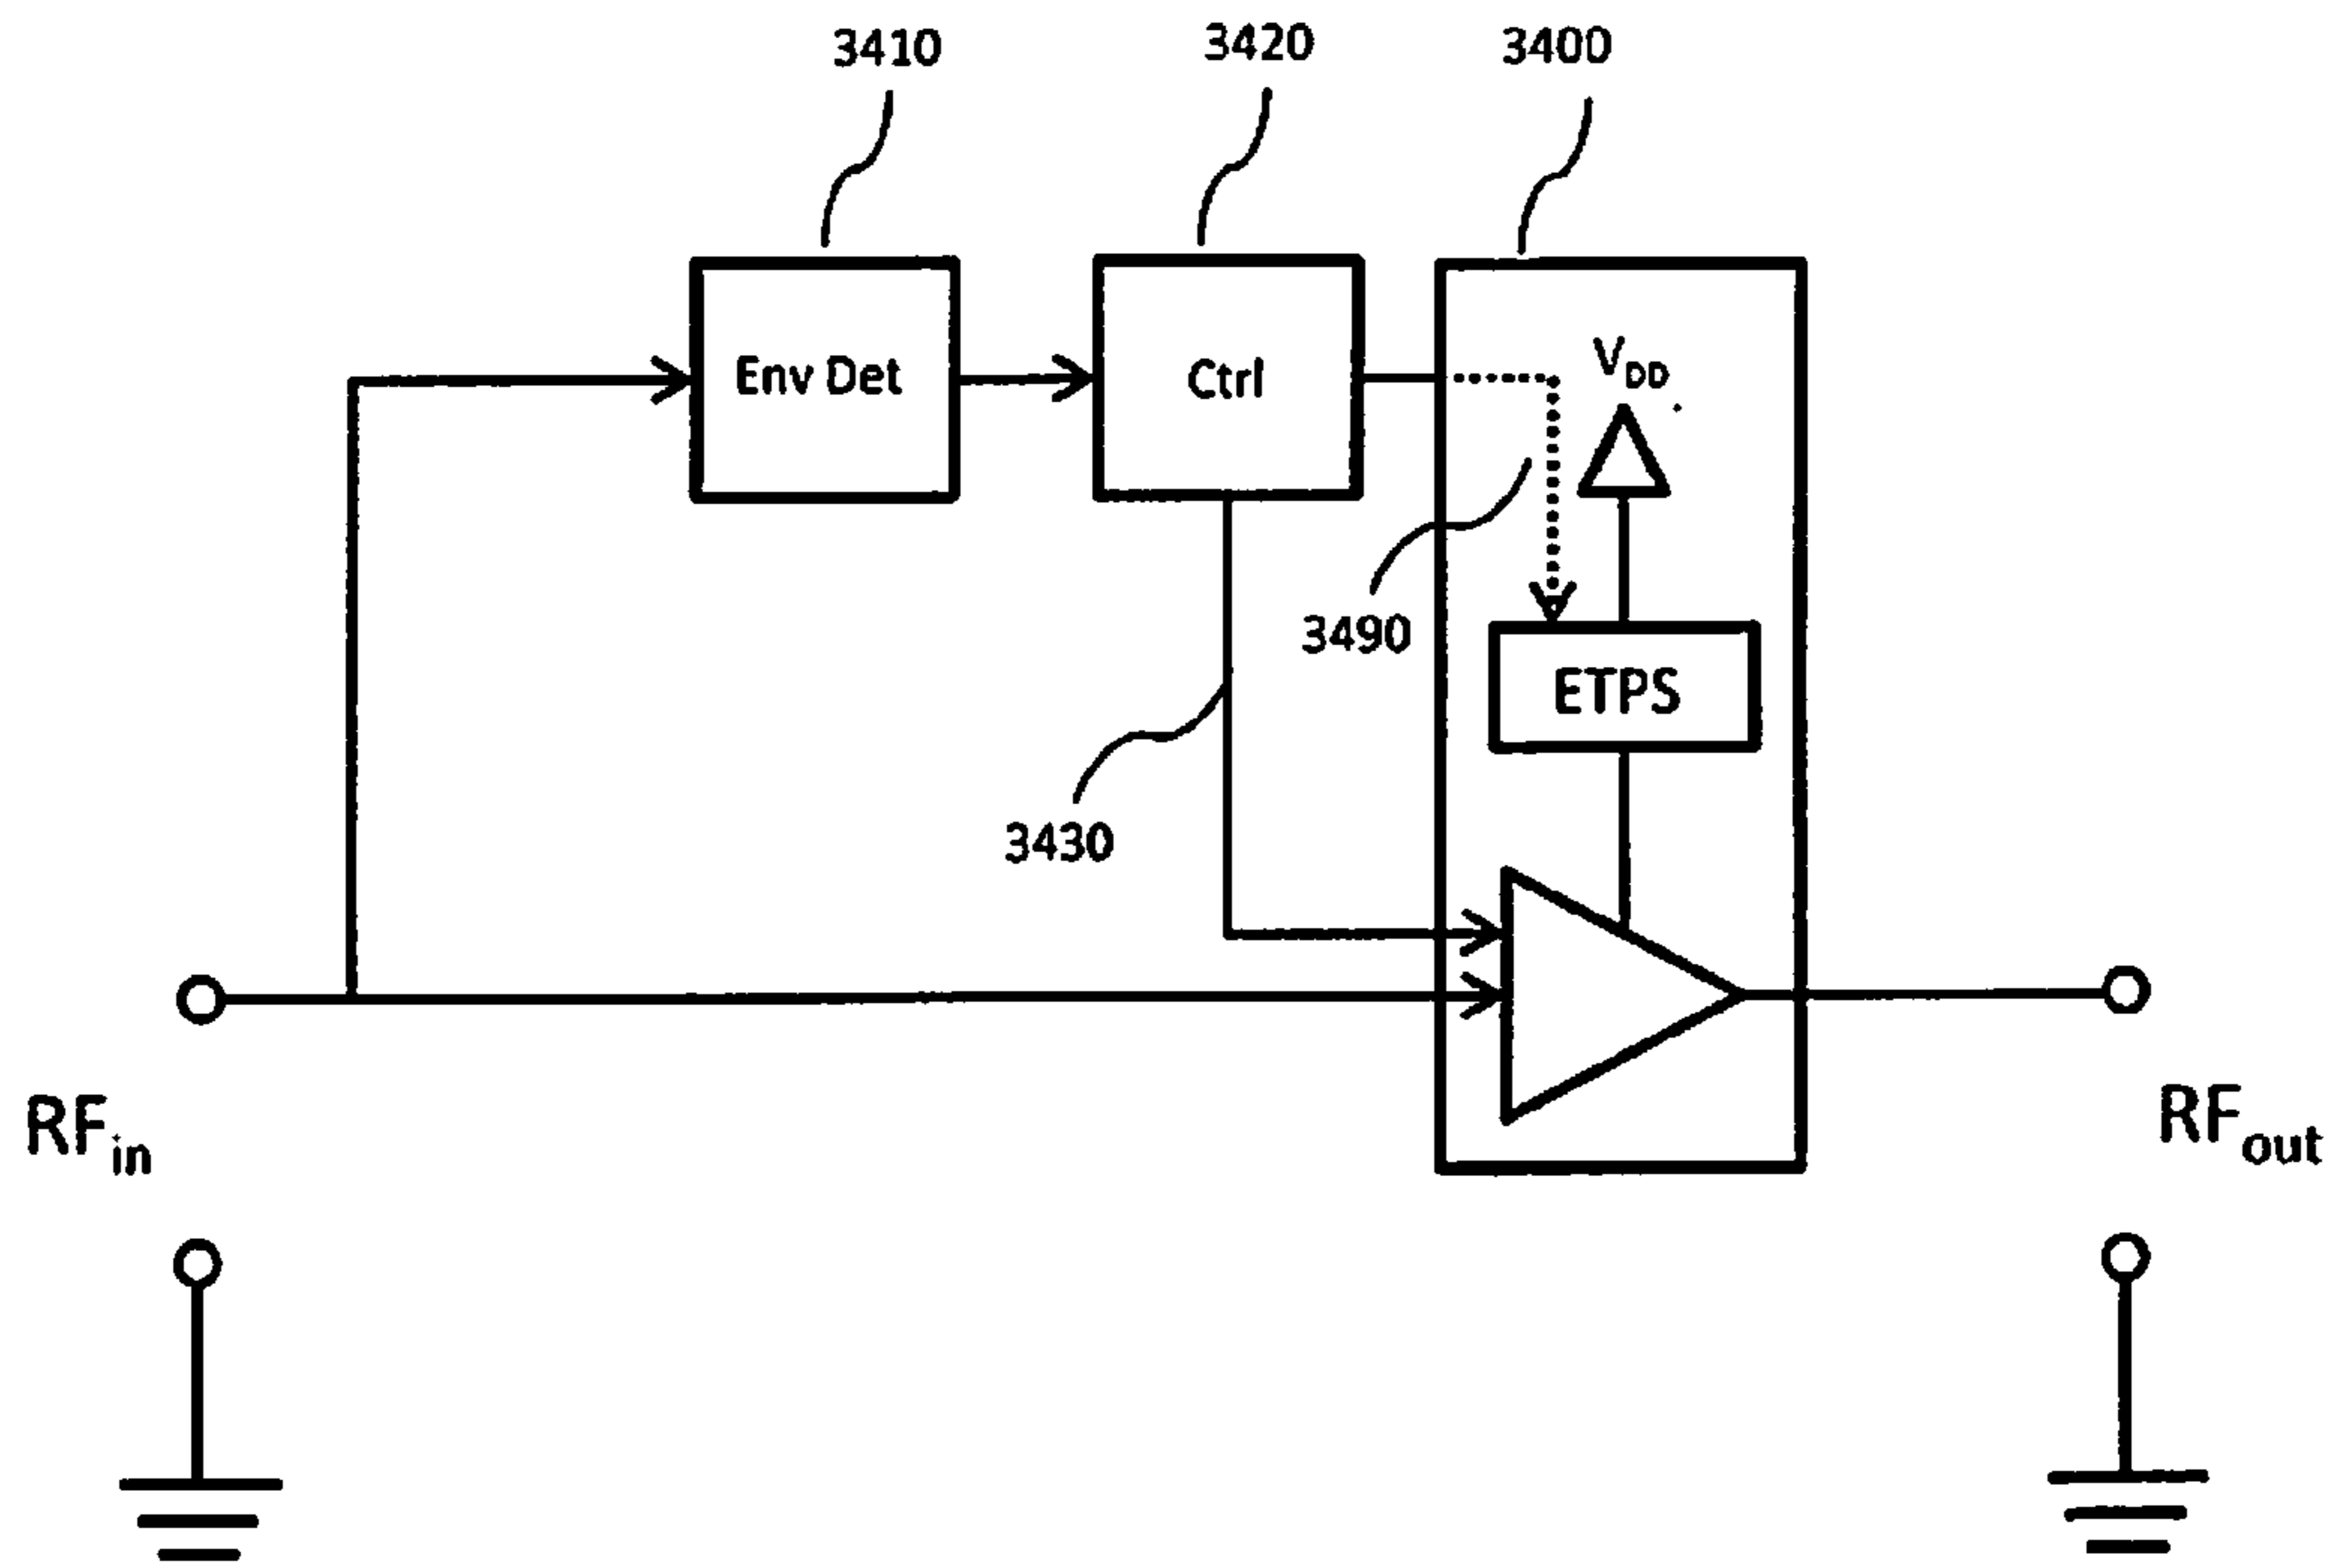 3410
3420
3400
Env Det
Ctrl
VDD
3490
ETPS
3430
RFin
RFout